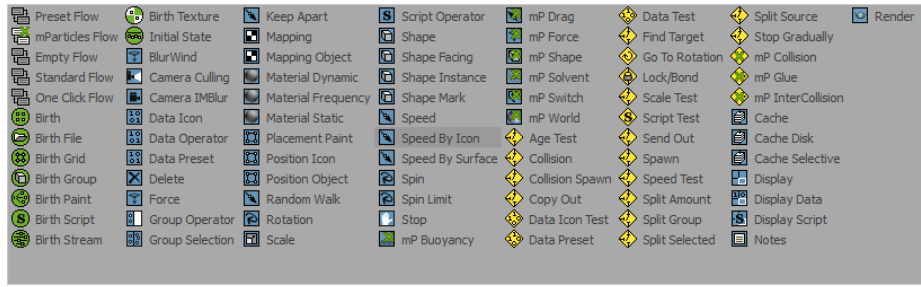 Preset Flow
mParticles Flow
Empty Flow
Standard Flow
One Click Flow
Birth
Birth File
Birth Grid
Birth Group
Birth Paint
Birth Script
Birth Stream
Birth Texture
Initial State
BlurWind
Camera Culling
Camera IMBlur
Data Icon
Data Operator
Data Preset
Delete
Force
Group Operator
Group Selection
Keep Apart
Mapping
Mapping Object
Material Dynamic
Material Frequency
Material Static
Placement Paint
Position Icon
Position Object
Random Walk
Rotation
Scale
Script Operator
Shape
Shape Facing
Shape Instance
Shape Mark
Speed
Speed By Icon
Speed By Surface
Spin
Spin Limit
Stop
mP Buoyancy
mP Drag
mP Force
mP Shape
mP Solvent
mP Switch
mP World
Age Test
Collision
Collision Spawn
Copy Out
Data Icon Test
Data Preset
Data Test
Find Target
Go To Rotation
Lock/Bond
Scale Test
Script Test
Send Out
Spawn
Speed Test
Split Amount
Split Group
Split Selected
Split Source
Stop Gradually
mP Collision
mP Glue
mP InterCollision
Cache
Cache Disk
Cache Selective
Display
Display Data
Display Script
Notes
Render